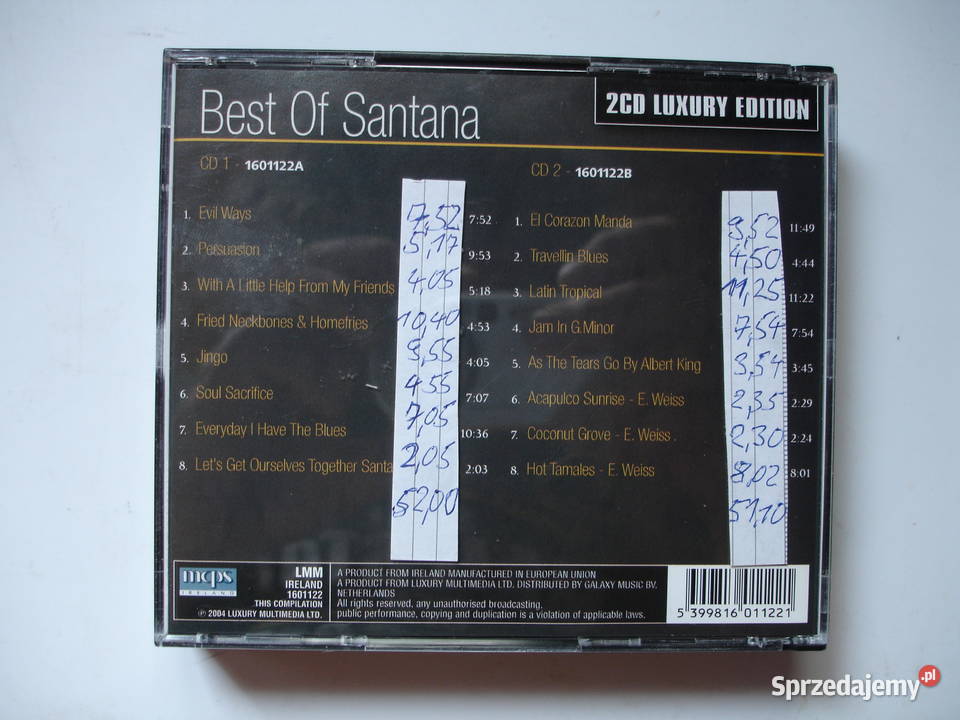 Best Of Santana
2CD LUXURY EDITION
CD 1 - 1601122A
1. Evil Ways 7,52 7:52
2. Persuasion 5,17 9:53
3. With A Little Help From My Friends 4,05 5:18
4. Fried Neckbones & Homefries 10,40 4:53
5. Jingo 9,55 4:05
6. Soul Sacrifice 4,55 7:07
7. Everyday I Have The Blues 7,05 10:36
8. Let's Get Ourselves Together Santa 2,05 2:03
52,00
CD 2 - 1601122B
1. El Corazon Manda 9,52 11:49
2. Travellin Blues 4,50 4:44
3. Latin Tropical 11,25 11:22
4. Jam In G.Minor 7,54 7:54
5. As The Tears Go By Albert King 3,54 3:45
6. Acapulco Sunrise - E. Weiss 2,35 2:29
7. Coconut Grove - E. Weiss . 2,30 2:24
8. Hot Tamales - E. Weiss 8,02 8:01
51,10
mcps
IRELAND
LMM
IRELAND
1601122
THIS COMPILATION
℗ 2004 LUXURY MULTIMEDIA LTD.
A PRODUCT FROM IRELAND MANUFACTURED IN EUROPEAN UNION
A PRODUCT FROM LUXURY MULTIMEDIA LTD. DISTRIBUTED BY GALAXY MUSIC BV.
NETHERLANDS
All rights reserved, any unauthorised broadcasting.
public performance, copying and duplication is a violation of applicable laws.
5 399816 011221
Sprzedajemy.pl